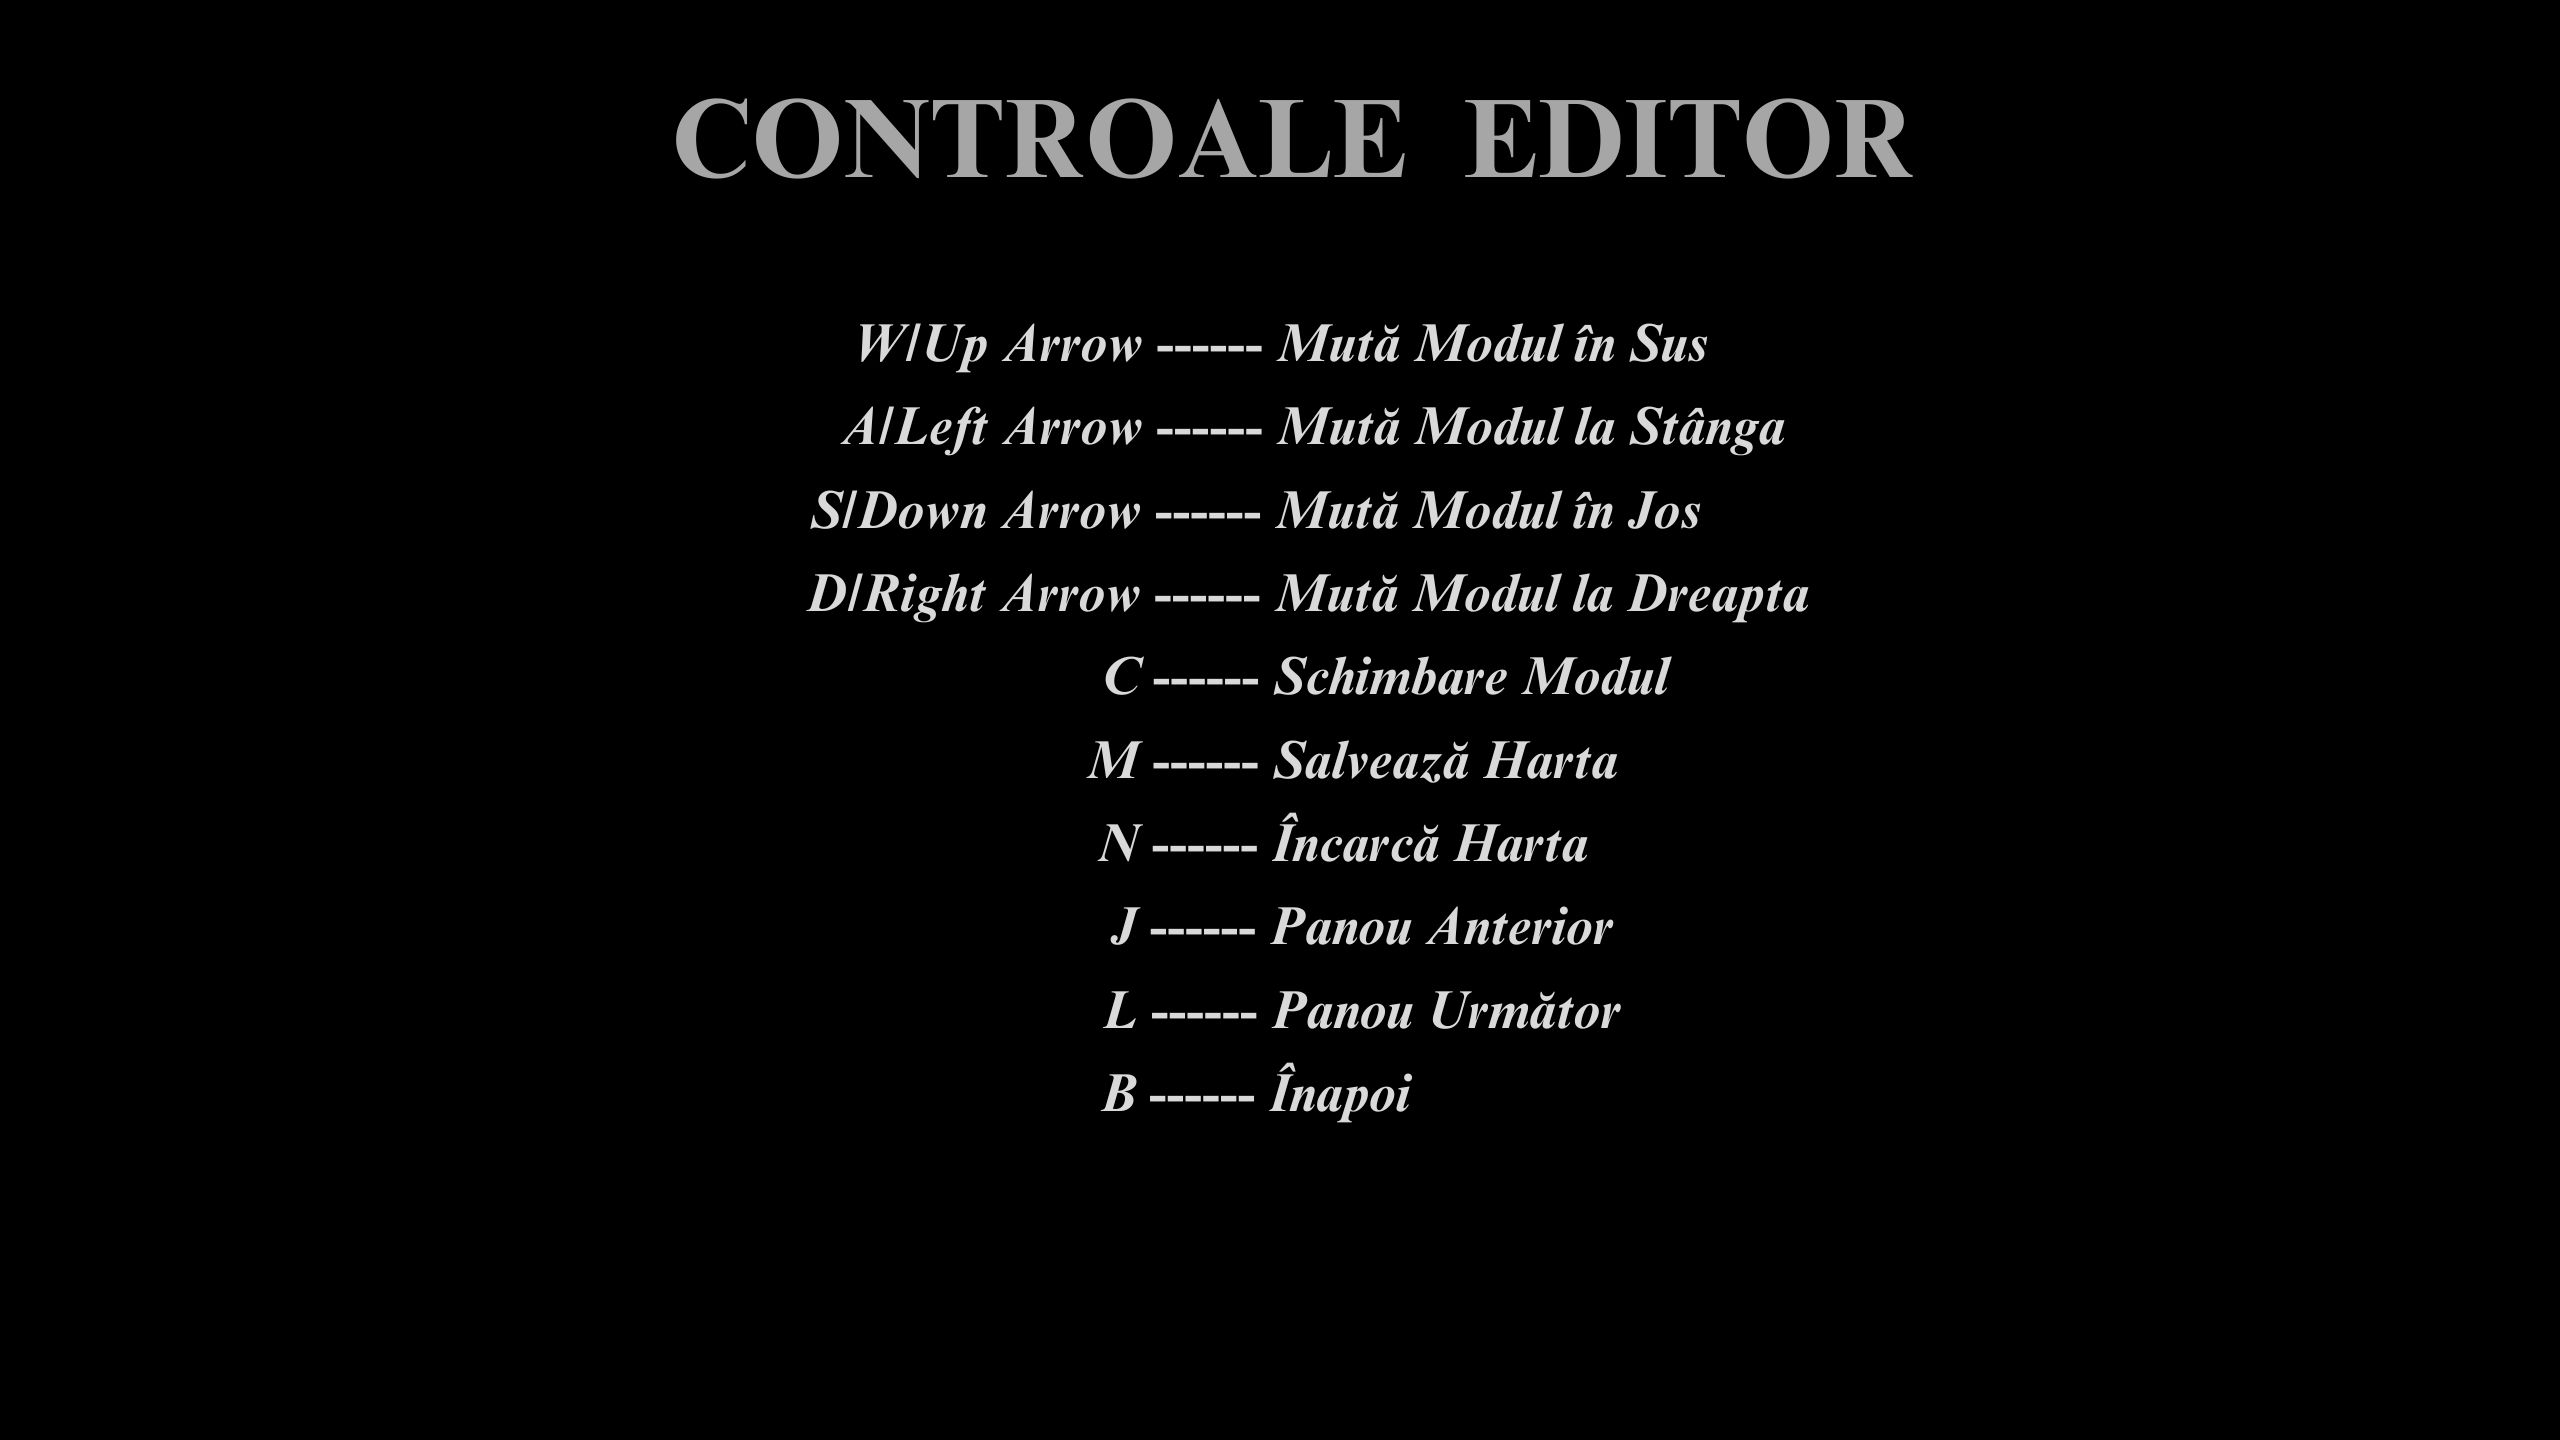 CONTROALE EDITOR
W/Up Arrow ------ Mută Modul în Sus
A/Left Arrow ------ Mută Modul la Stânga
S/Down Arrow ------ Mută Modul în Jos
D/Right Arrow ------ Mută Modul la Dreapta
C ------ Schimbare Modul
M ------ Salvează Harta
N ------ Încarcă Harta
J ------ Panou Anterior
L ------ Panou Următor
B ------ Înapoi